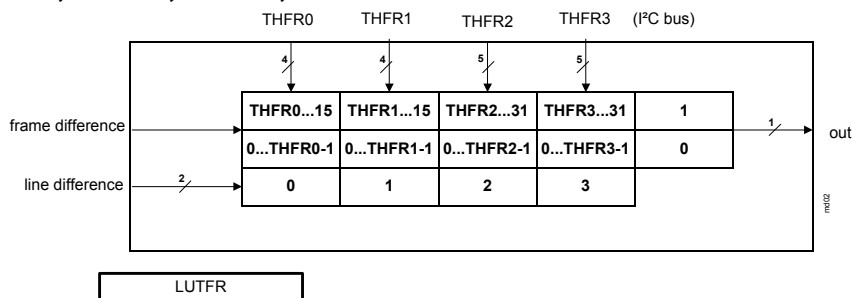 THFR0 THFR1 THFR2 THFR3 (I²C bus)
4 4 5 5
THFR0...15 THFR1...15 THFR2...31 THFR3...31 1
frame difference 1 out
0...THFR0-1 0...THFR1-1 0...THFR2-1 0...THFR3-1 0
line difference 2 0 1 2 3
md02
LUTFR